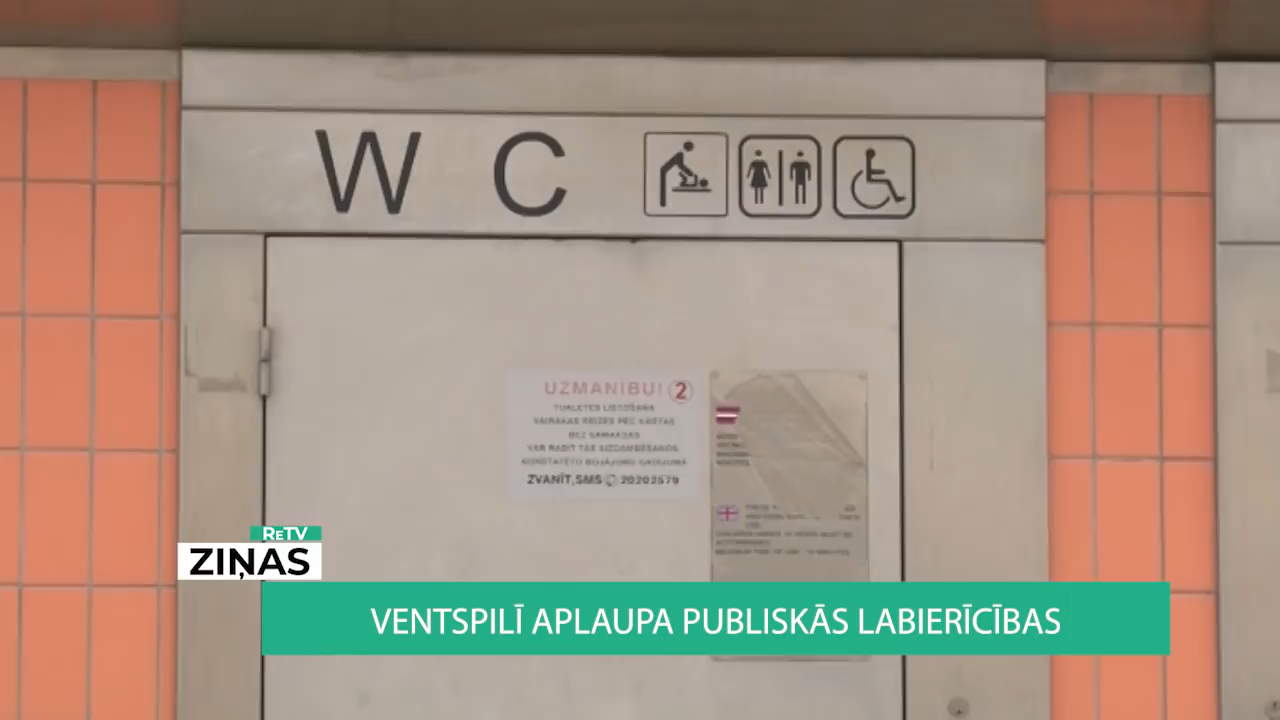 W C
UZMANĪBU! 2
TUALETES LIETOŠANA
VAIRĀKAS REIZES PĒC KĀRTAS
BEZ SAMAKSAS
VAR RADĪT TĀS AIZDAMBĒŠANOS
KONSTATĒTO BOJĀJUMU GADĪJUMĀ
ZVANĪT, SMS 20202579
ReTV
ZIŅAS
VENTSPILĪ APLAUPA PUBLISKĀS LABIERĪCĪBAS